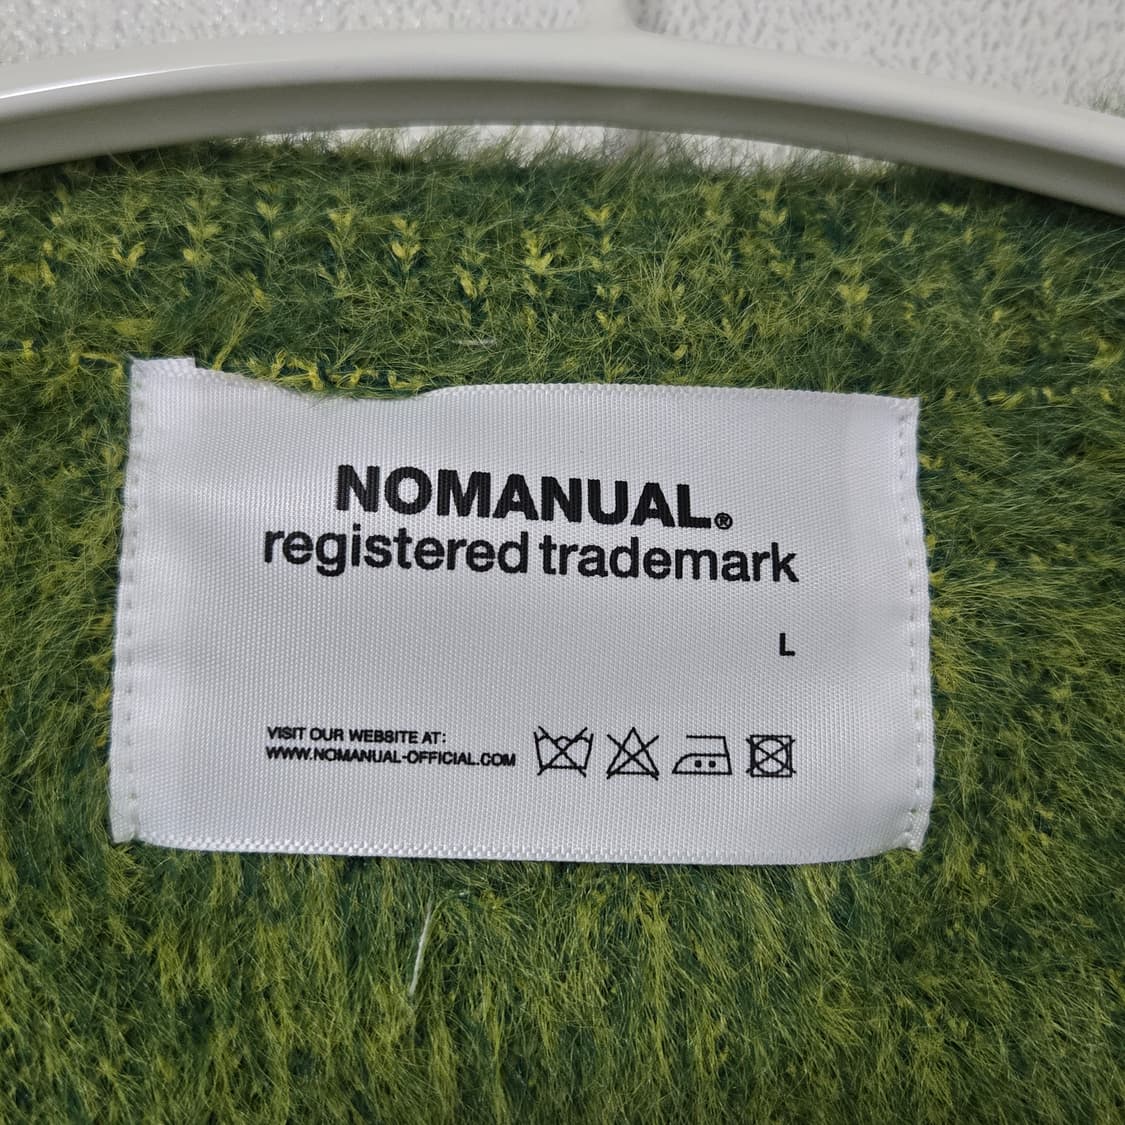 NOMANUAL®
registered trademark
L
VISIT OUR WEBSITE AT:
WWW.NOMANUAL-OFFICIAL.COM